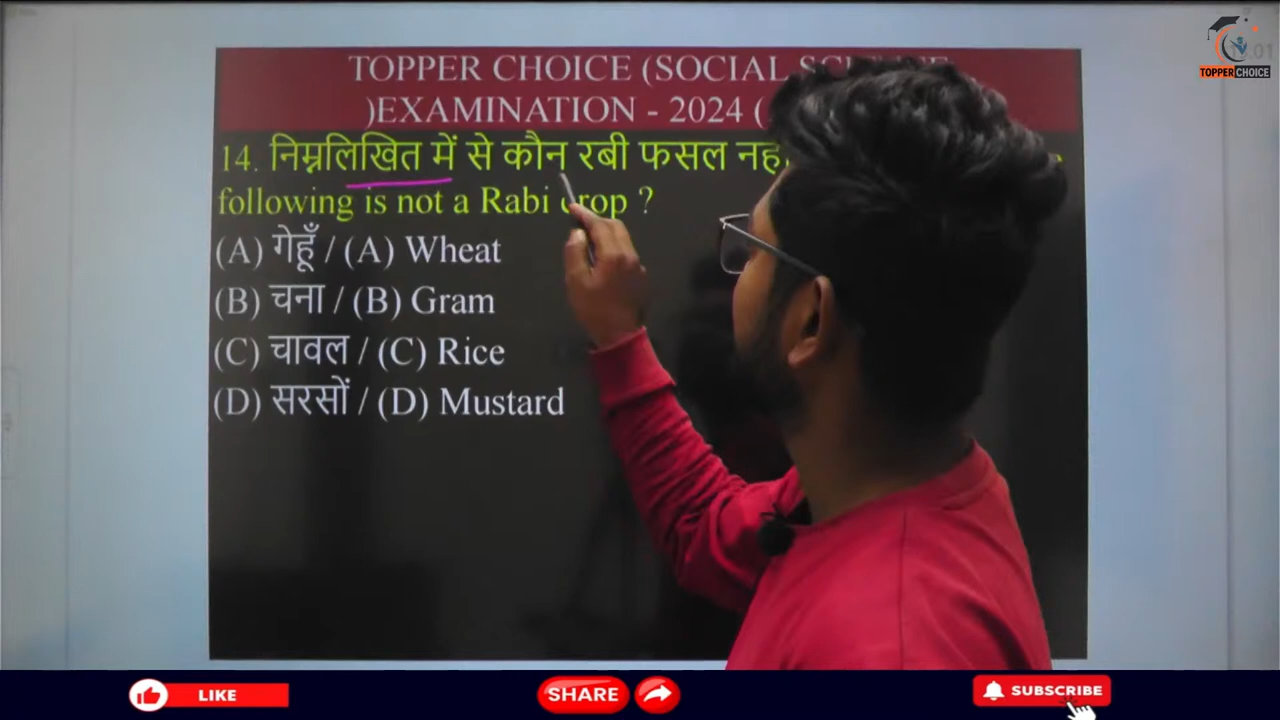 TOPPER CHOICE (SOCIAL
)EXAMINATION - 2024 (
14. निम्नलिखित में से कौन रबी फसल
following is not a Rabi crop ?
(A) गेहूँ / (A) Wheat
(B) चना / (B) Gram
(C) चावल / (C) Rice
(D) सरसों / (D) Mustard
TOPPER CHOICE
LIKE
SHARE
SUBSCRIBE